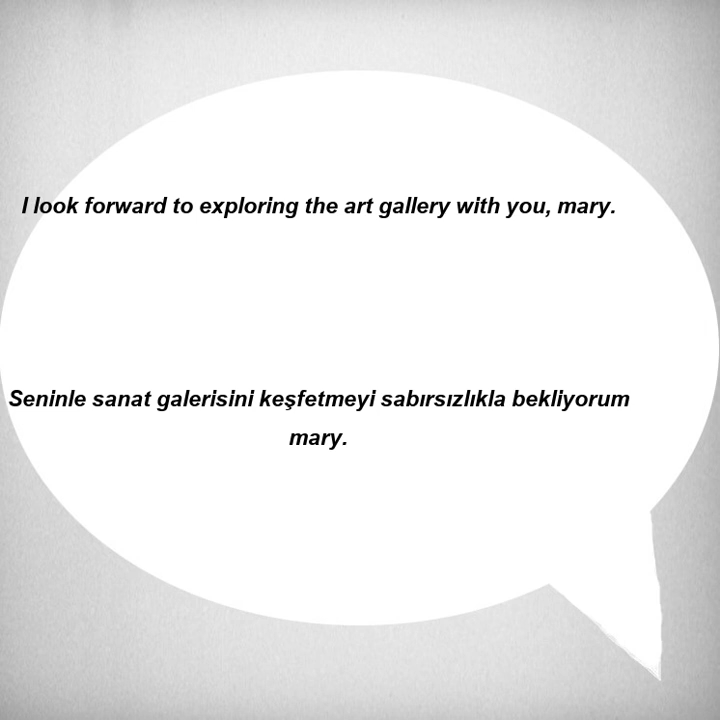 I look forward to exploring the art gallery with you, mary.
Seninle sanat galerisini keşfetmeyi sabırsızlıkla bekliyorum
mary.